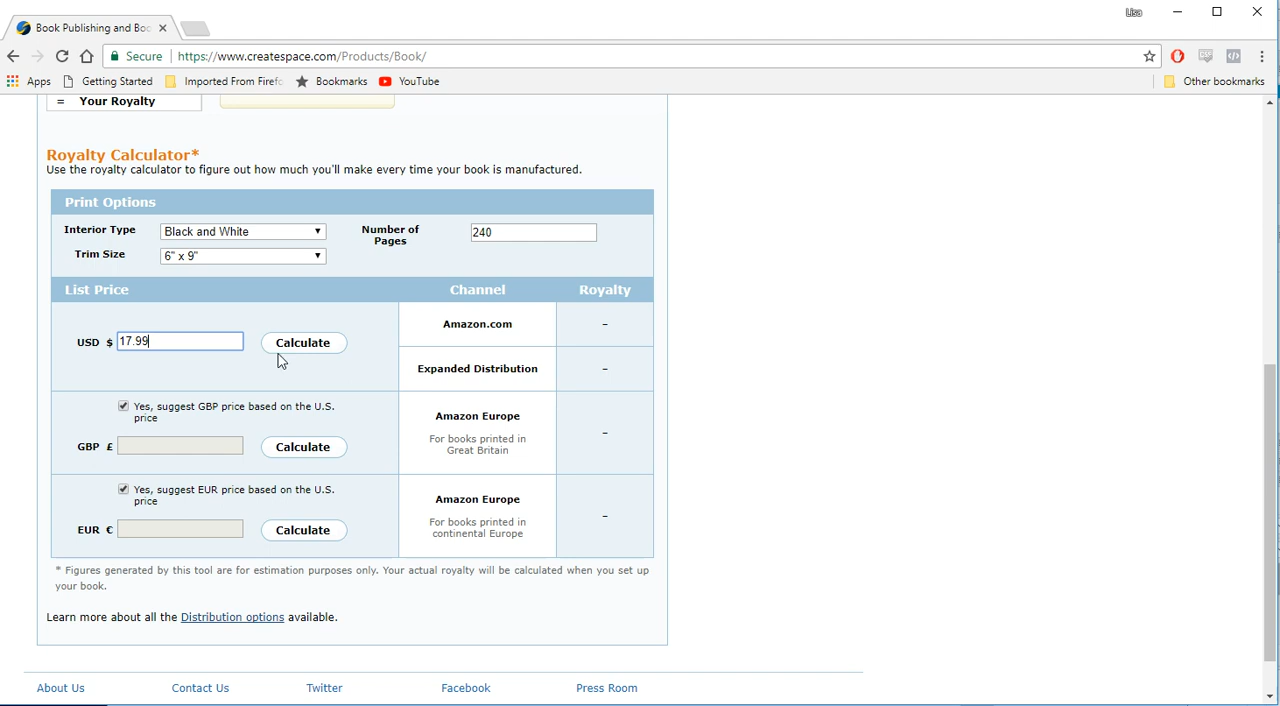 Lisa
Book Publishing and Boo
Secure https://www.createspace.com/Products/Book/
Apps Getting Started Imported From Firefo Bookmarks YouTube Other bookmarks
= Your Royalty
Royalty Calculator*
Use the royalty calculator to figure out how much you'll make every time your book is manufactured.
Print Options
Interior Type Black and White Number of Pages 240
Trim Size 6" x 9"
List Price Channel Royalty
USD $ 17.99 Calculate
Amazon.com –
Expanded Distribution –
Yes, suggest GBP price based on the U.S.
price
GBP £ Calculate
Amazon Europe
For books printed in
Great Britain
–
Yes, suggest EUR price based on the U.S.
price
EUR € Calculate
Amazon Europe
For books printed in
continental Europe
–
* Figures generated by this tool are for estimation purposes only. Your actual royalty will be calculated when you set up
your book.
Learn more about all the Distribution options available.
About Us Contact Us Twitter Facebook Press Room